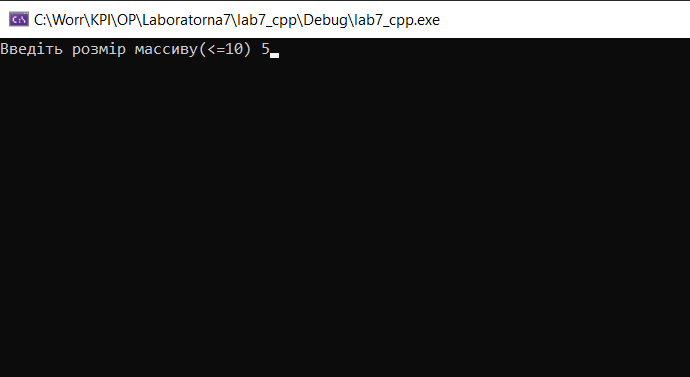 C:\Worr\KPI\OP\Laboratorna7\lab7_cpp\Debug\lab7_cpp.exe
Введіть розмір массиву(<=10) 5